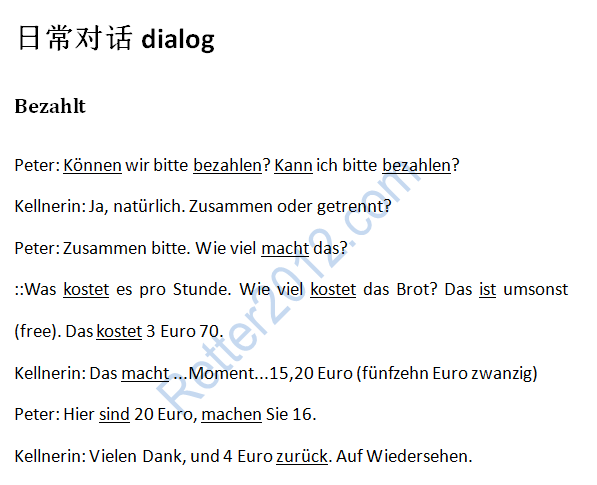 日常对话 dialog
Bezahlt
Peter: Können wir bitte bezahlen? Kann ich bitte bezahlen?
Kellnerin: Ja, natürlich. Zusammen oder getrennt?
Peter: Zusammen bitte. Wie viel macht das?
::Was kostet es pro Stunde. Wie viel kostet das Brot? Das ist umsonst
(free). Das kostet 3 Euro 70.
Kellnerin: Das macht ...Moment...15,20 Euro (fünfzehn Euro zwanzig)
Peter: Hier sind 20 Euro, machen Sie 16.
Kellnerin: Vielen Dank, und 4 Euro zurück. Auf Wiedersehen.
Retter2012.com